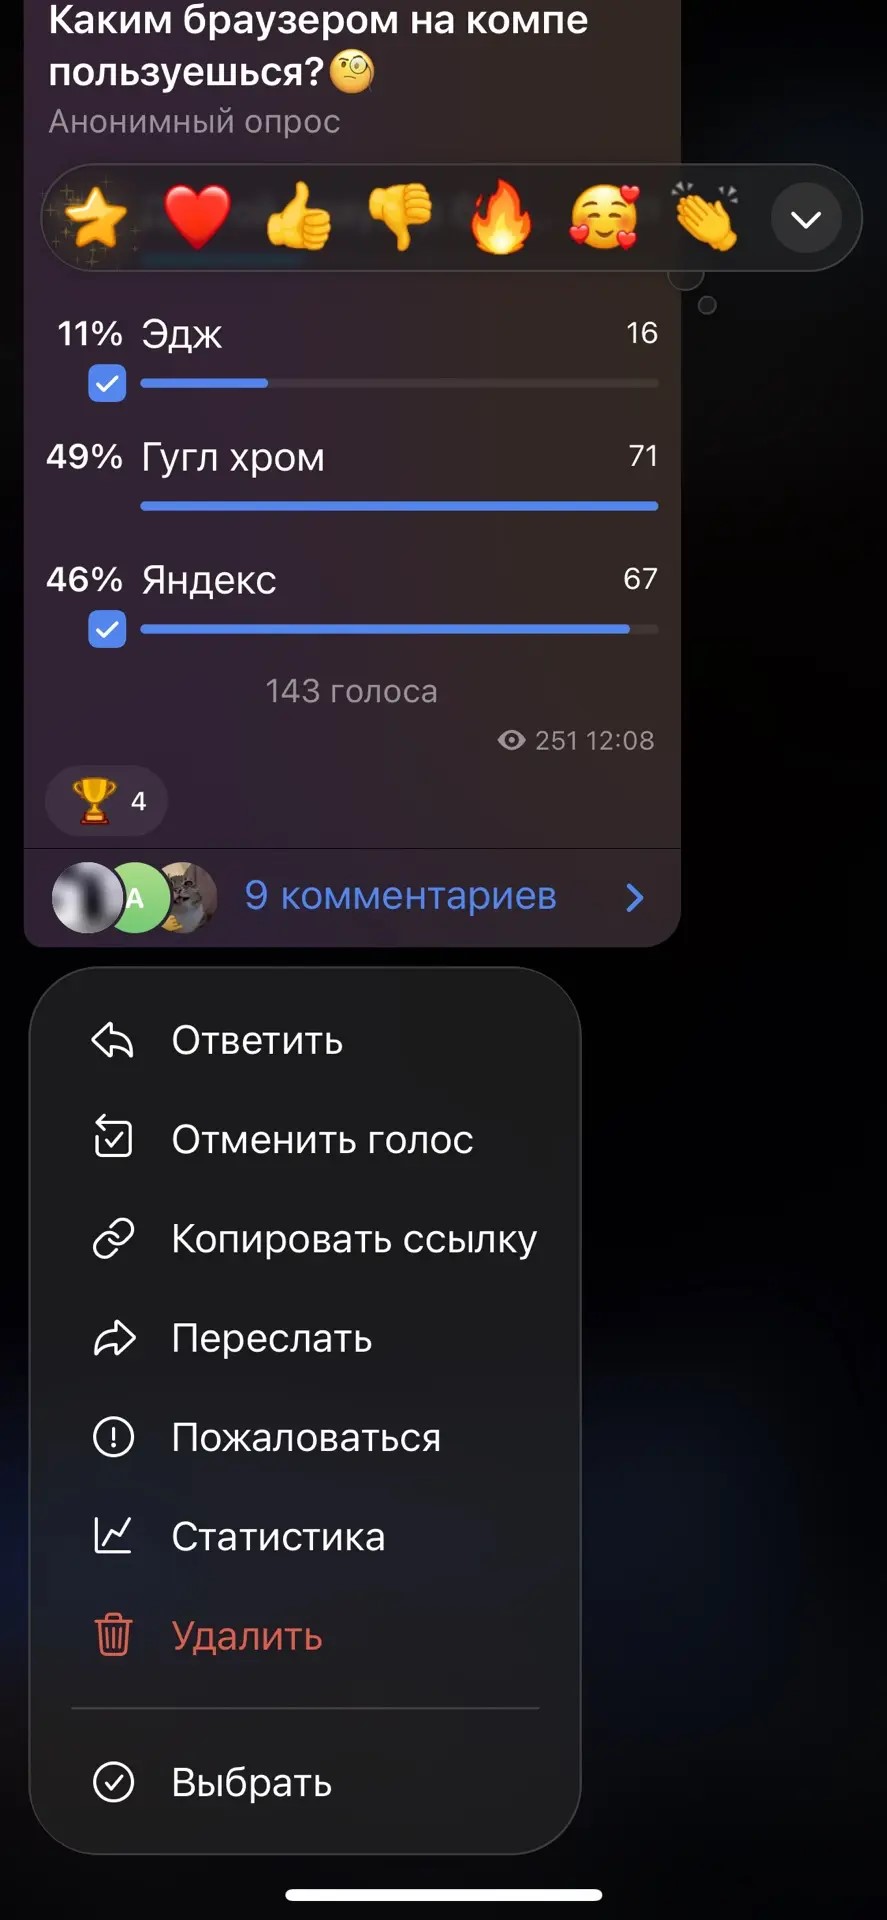 Каким браузером на компе
пользуешься?🧐
Анонимный опрос
11% Эдж 16
49% Гугл хром 71
46% Яндекс 67
143 голоса
251 12:08
4
А
9 комментариев
Ответить
Отменить голос
Копировать ссылку
Переслать
Пожаловаться
Статистика
Удалить
Выбрать